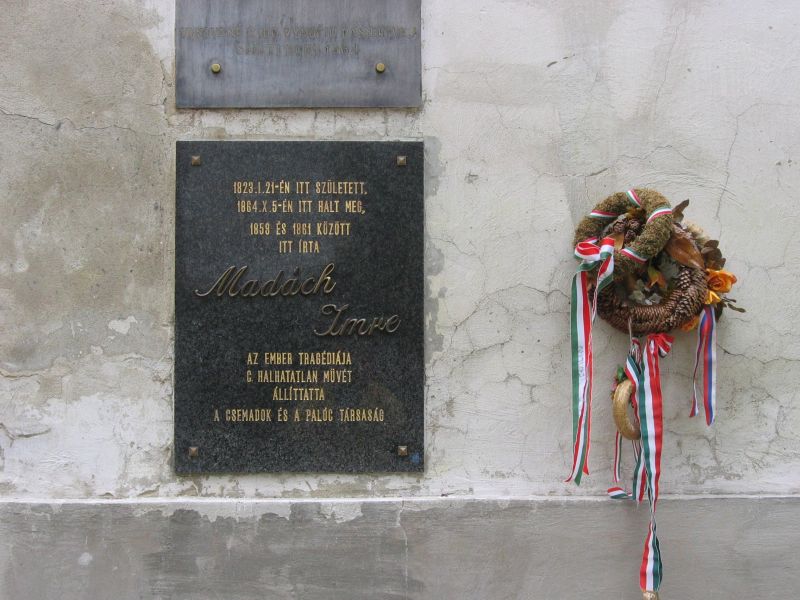 1823.I.21-ÉN ITT SZÜLETETT,
1864.X.5-ÉN ITT HALT MEG,
1859 ÉS 1861 KÖZÖTT
ITT ÍRTA
Madách
Imre
AZ EMBER TRAGÉDIÁJA
C. HALHATATLAN MŰVÉT
ÁLLÍTTATTA
A CSEMADOK ÉS A PALÓC TÁRSASÁG